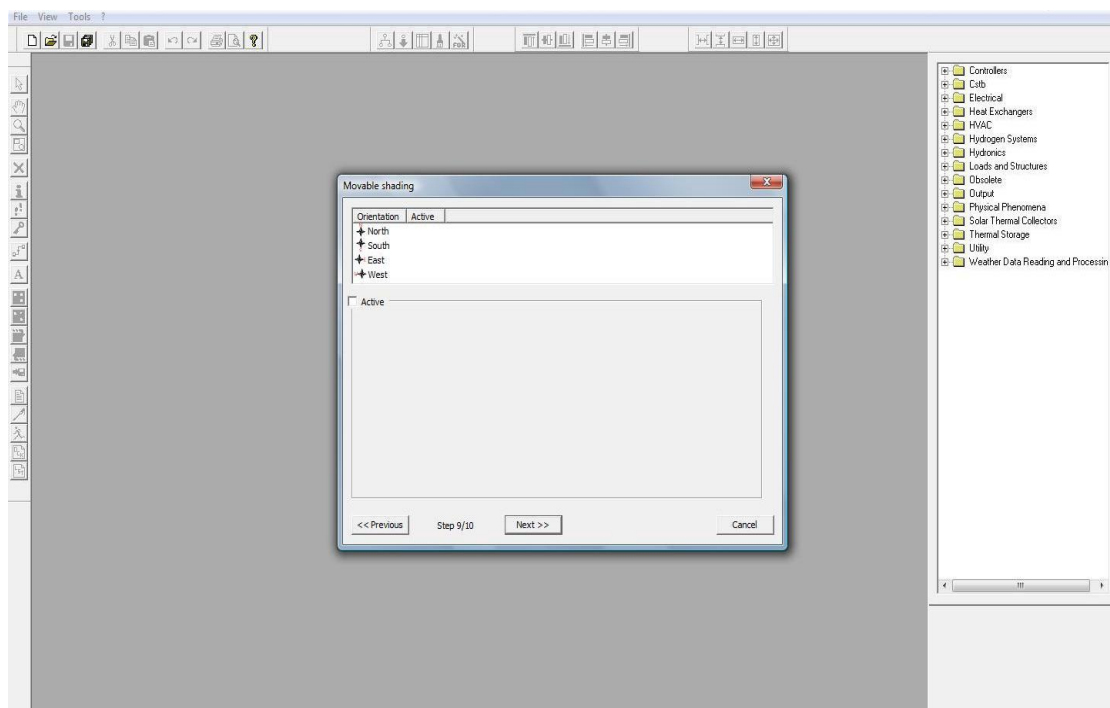 File View Tools ?
Movable shading
Orientation Active
North
South
East
West
Active
<< Previous Step 9/10 Next >> Cancel
Controllers
Cstb
Electrical
Heat Exchangers
HVAC
Hydrogen Systems
Hydronics
Loads and Structures
Obsolete
Output
Physical Phenomena
Solar Thermal Collectors
Thermal Storage
Utility
Weather Data Reading and Processin